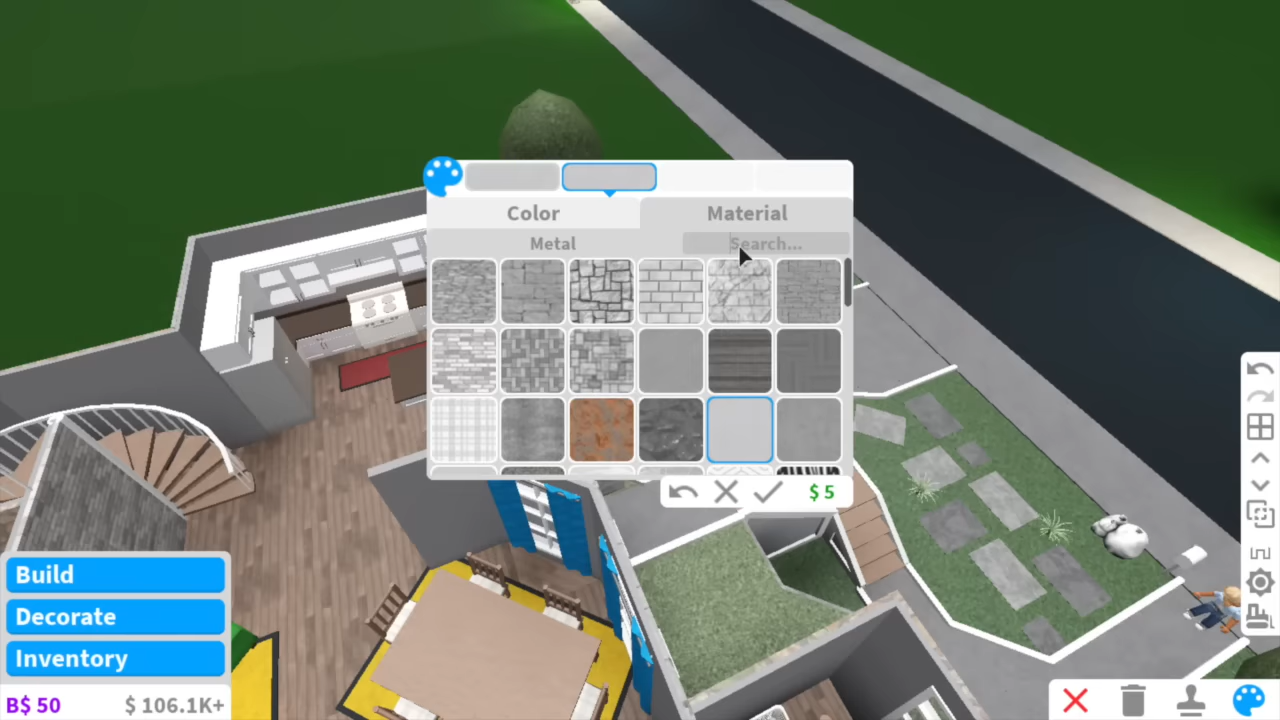 Color
Material
Metal
Search...
$ 5
Build
Decorate
Inventory
B$ 50
$ 106.1K+